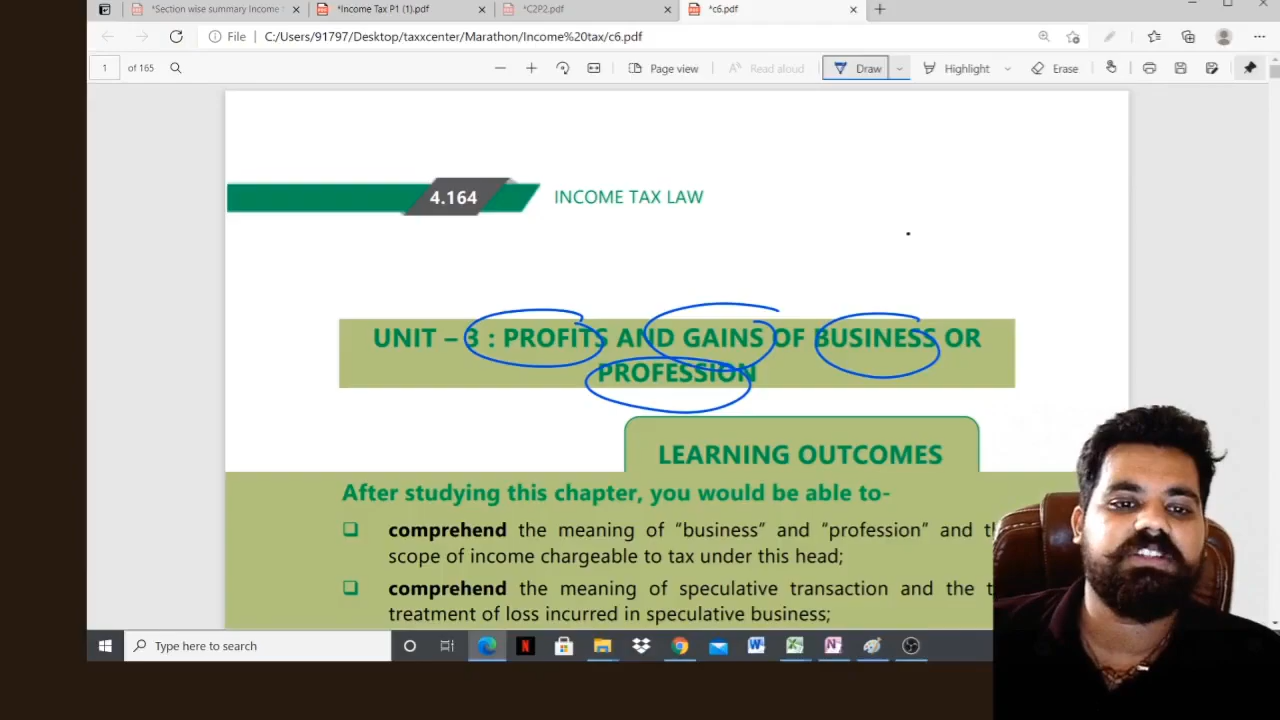 *Section wise summary Income
*Income Tax P1 (1).pdf
*C2P2.pdf
*c6.pdf
File
C:/Users/91797/Desktop/taxxcenter/Marathon/Income%20tax/c6.pdf
1 of 165
Page view
Read aloud
Draw
Highlight
Erase
4.164
INCOME TAX LAW
UNIT – 3 : PROFITS AND GAINS OF BUSINESS OR
PROFESSION
LEARNING OUTCOMES
After studying this chapter, you would be able to-
comprehend the meaning of “business” and “profession” and
scope of income chargeable to tax under this head;
comprehend the meaning of speculative transaction and the
treatment of loss incurred in speculative business;
Type here to search